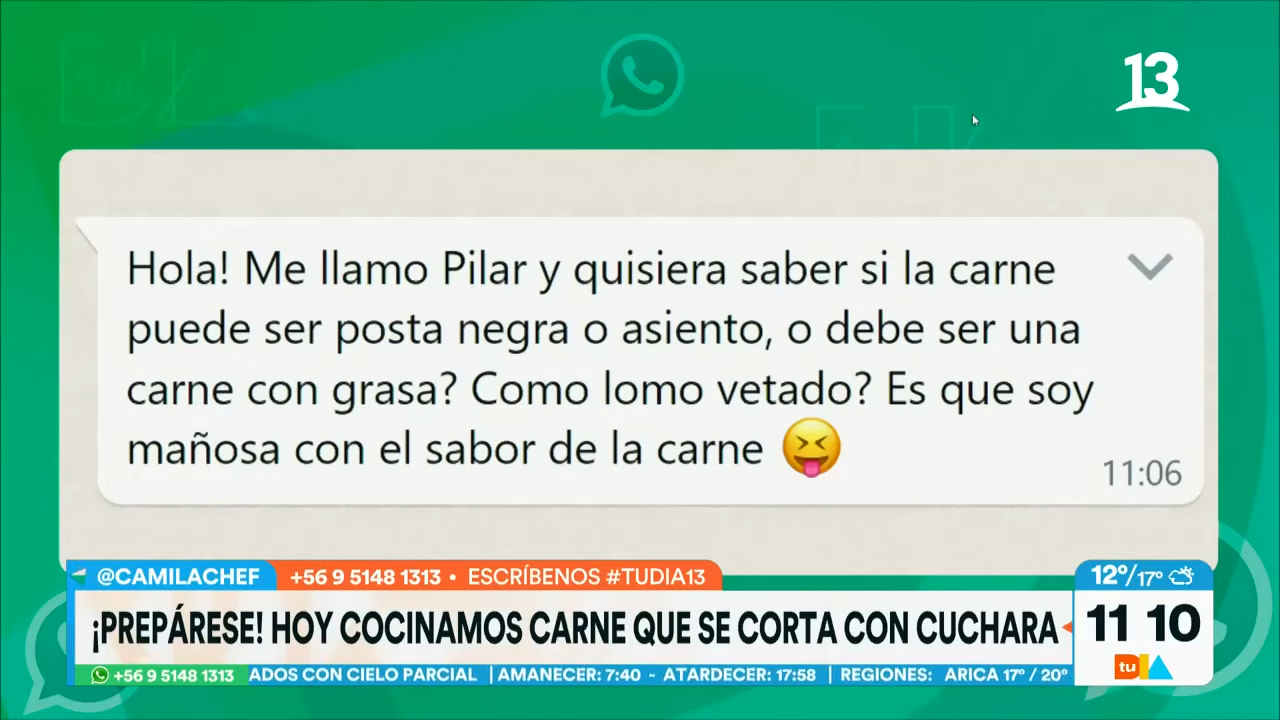 13
Hola! Me llamo Pilar y quisiera saber si la carne
puede ser posta negra o asiento, o debe ser una
carne con grasa? Como lomo vetado? Es que soy
mañosa con el sabor de la carne 😝
11:06
@CAMILACHEF
+56 9 5148 1313 • ESCRÍBENOS #TUDIA13
12°/17°
¡PREPÁRESE! HOY COCINAMOS CARNE QUE SE CORTA CON CUCHARA
11 10
+56 9 5148 1313
ADOS CON CIELO PARCIAL | AMANECER: 7:40 - ATARDECER: 17:58 | REGIONES: ARICA 17° / 20°
tu DÍA